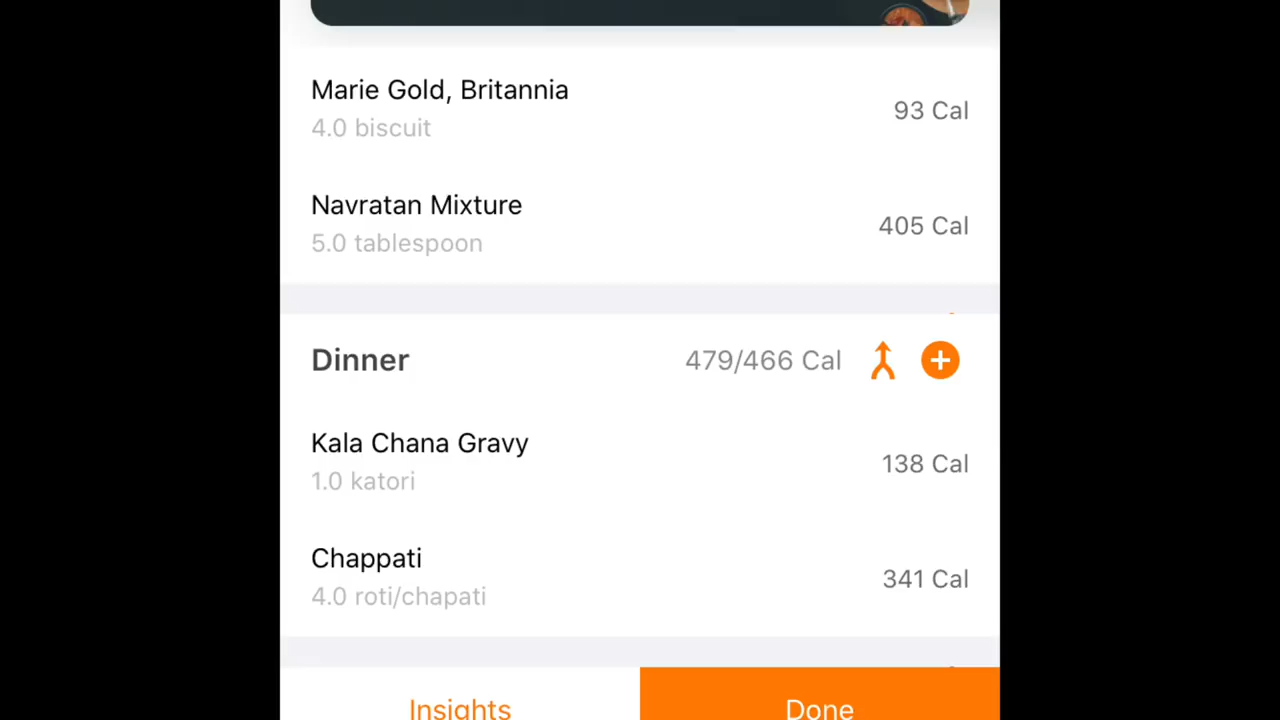 Marie Gold, Britannia
93 Cal
4.0 biscuit
Navratan Mixture
405 Cal
5.0 tablespoon
Dinner 479/466 Cal
Kala Chana Gravy
138 Cal
1.0 katori
Chappati
341 Cal
4.0 roti/chapati
Insights Done